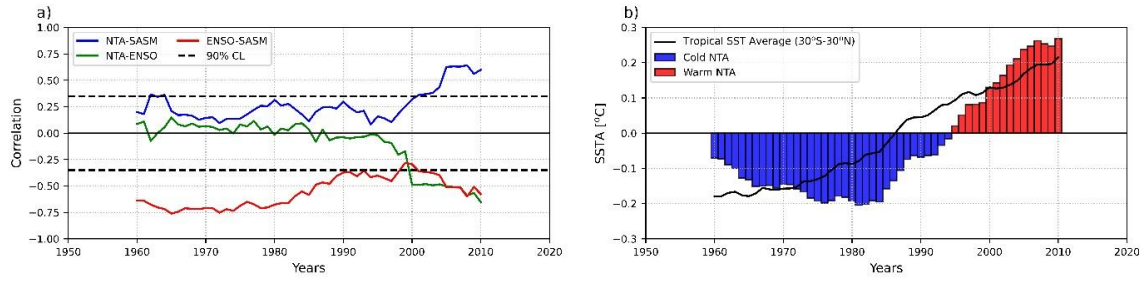 a)
1.00
0.75
0.50
0.25
0.00
−0.25
−0.50
−0.75
−1.00
Correlation
NTA-SASM
NTA-ENSO
ENSO-SASM
90% CL
1950 1960 1970 1980 1990 2000 2010 2020
Years
b)
0.3
0.2
0.1
0.0
−0.1
−0.2
−0.3
SSTA [°C]
Tropical SST Average (30°S-30°N)
Cold NTA
Warm NTA
1950 1960 1970 1980 1990 2000 2010 2020
Years